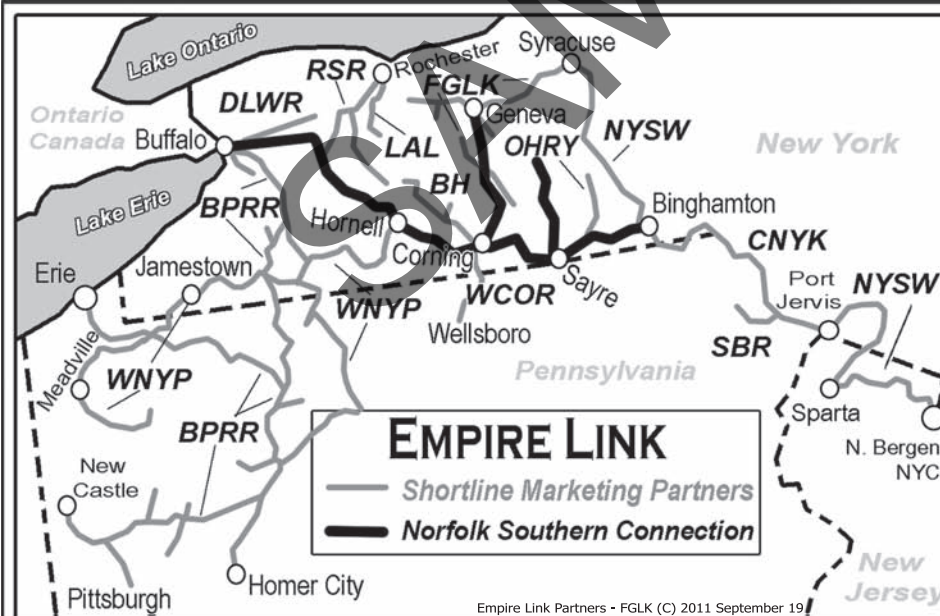 Lake Ontario
Rochester
Syracuse
RSR
FGLK
DLWR
Ontario
Canada
Geneva
Buffalo
NYSW
LAL
OHRY
New York
BH
Lake Erie
BPRR
Hornell
Binghamton
Corning
CNYK
Erie
Jamestown
Sayre
Port
Jervis
NYSW
WNYP
WCOR
Wellsboro
SBR
Meadville
WNYP
Pennsylvania
Sparta
BPRR
EMPIRE LINK
N. Bergen
NYC
New
Castle
Shortline Marketing Partners
Norfolk Southern Connection
Pittsburgh
Homer City
New
Jersey
Empire Link Partners - FGLK (C) 2011 September 19